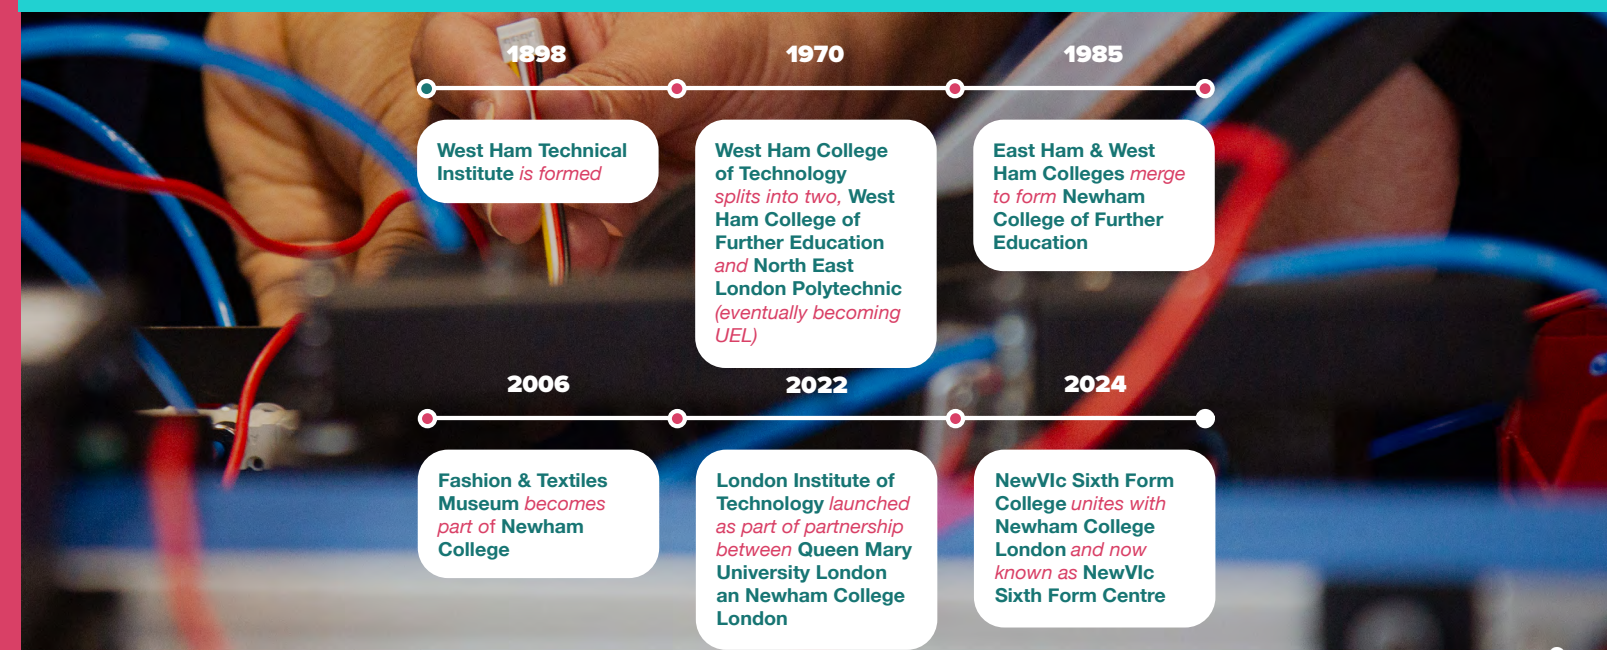 1898
West Ham Technical
Institute is formed
1970
West Ham College
of Technology
splits into two, West
Ham College of
Further Education
and North East
London Polytechnic
(eventually becoming
UEL)
1985
East Ham & West
Ham Colleges merge
to form Newham
College of Further
Education
2006
Fashion & Textiles
Museum becomes
part of Newham
College
2022
London Institute of
Technology launched
as part of partnership
between Queen Mary
University London
an Newham College
London
2024
NewVIc Sixth Form
College unites with
Newham College
London and now
known as NewVIc
Sixth Form Centre